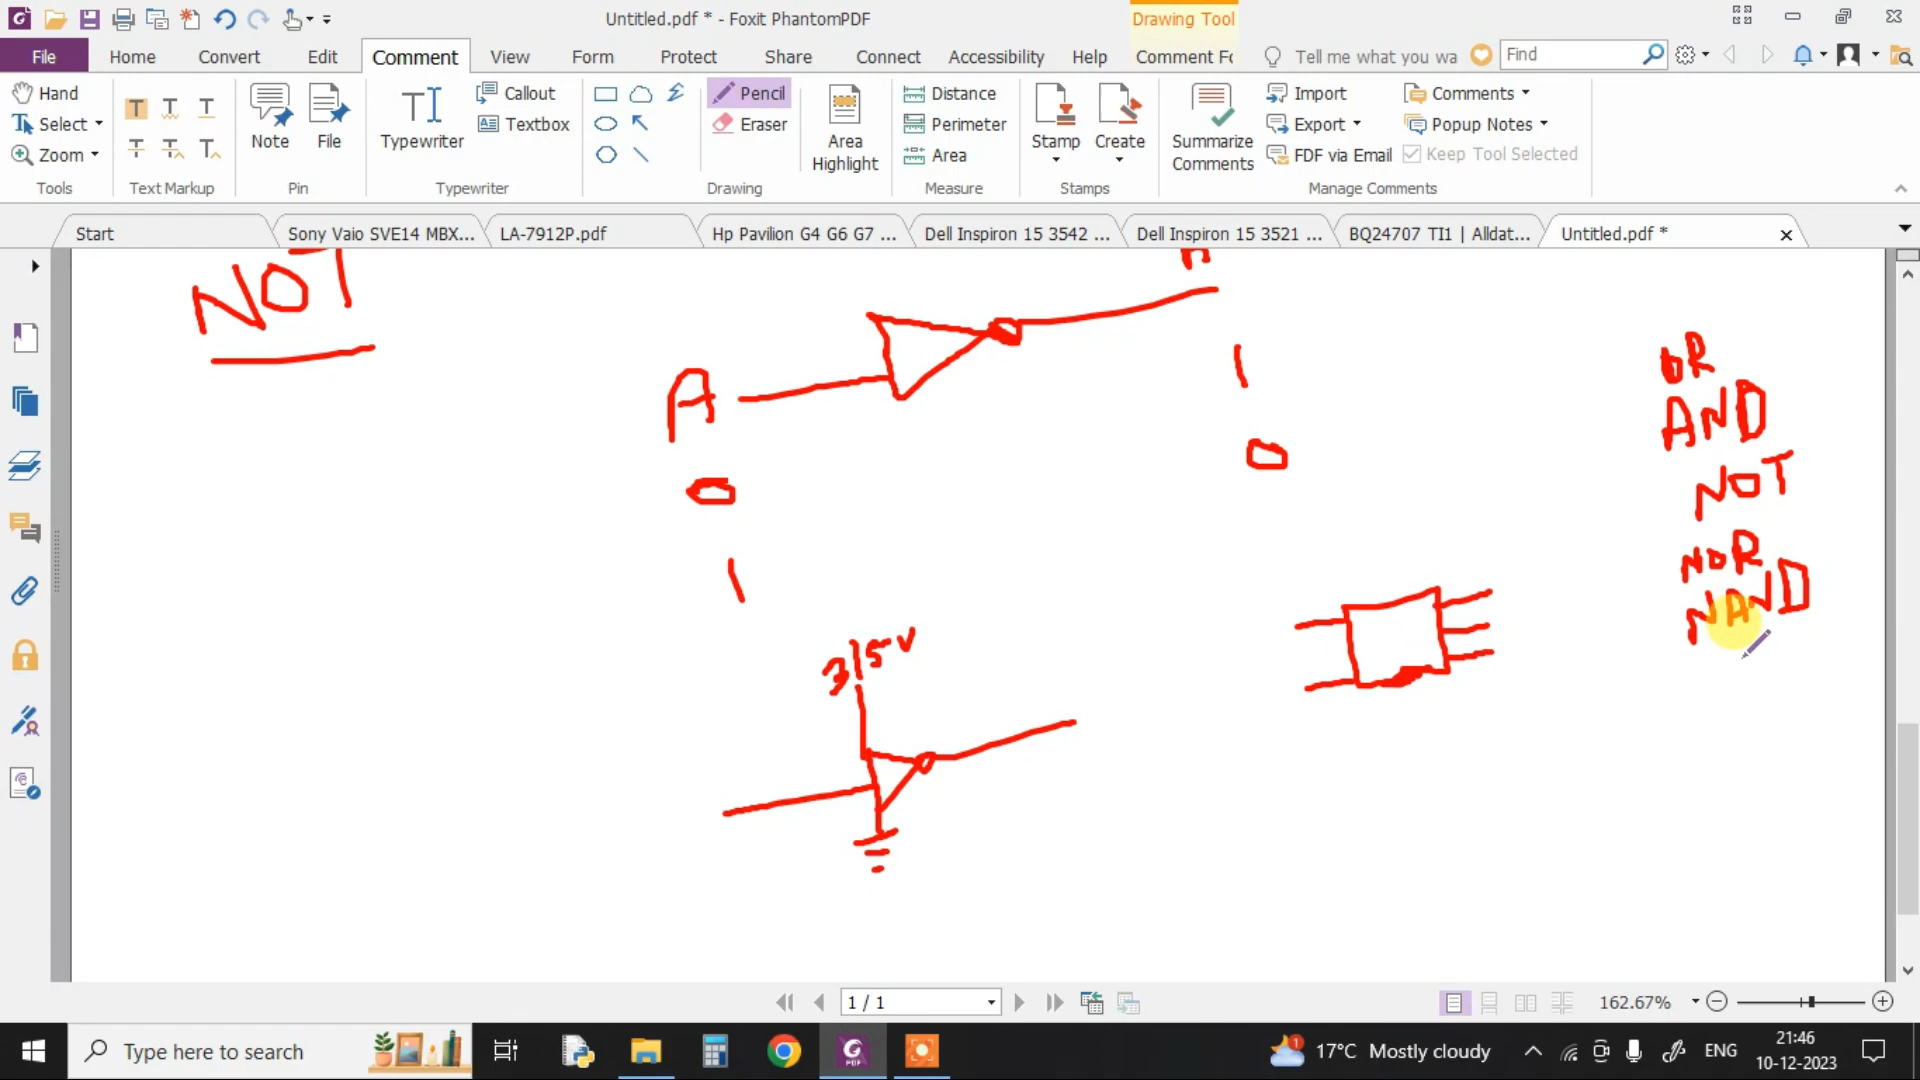 Untitled.pdf * - Foxit PhantomPDF
Drawing Tool
File
Home
Convert
Edit
Comment
View
Form
Protect
Share
Connect
Accessibility
Help
Comment Fo
Tell me what you wa
Find
Hand
Select
Zoom
Tools
Text Markup
Note
File
Pin
Typewriter
Callout
Textbox
Typewriter
Pencil
Eraser
Area
Highlight
Drawing
Distance
Perimeter
Area
Measure
Stamp
Create
Stamps
Summarize
Comments
Import
Export
FDF via Email
Comments
Popup Notes
Keep Tool Selected
Manage Comments
Start
Sony Vaio SVE14 MBX...
LA-7912P.pdf
Hp Pavilion G4 G6 G7 ...
Dell Inspiron 15 3542 ...
Dell Inspiron 15 3521 ...
BQ24707 TI1 | Alldat...
Untitled.pdf *
NOT
A
0
1
1
0
3/5V
OR
AND
NOT
NOR
NAND
1 / 1
162.67%
Type here to search
1
17°C Mostly cloudy
ENG
21:46
10-12-2023